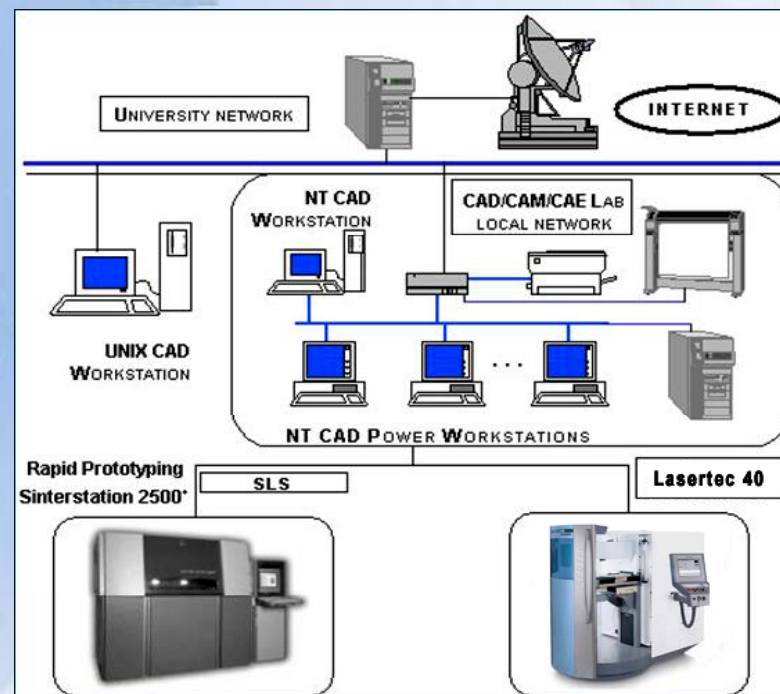 UNIVERSITY NETWORK
INTERNET
NT CAD
WORKSTATION
CAD/CAM/CAE LAB
LOCAL NETWORK
UNIX CAD
WORKSTATION
. . .
NT CAD POWER WORKSTATIONS
Rapid Prototyping
Sinterstation 2500*
SLS
Lasertec 40